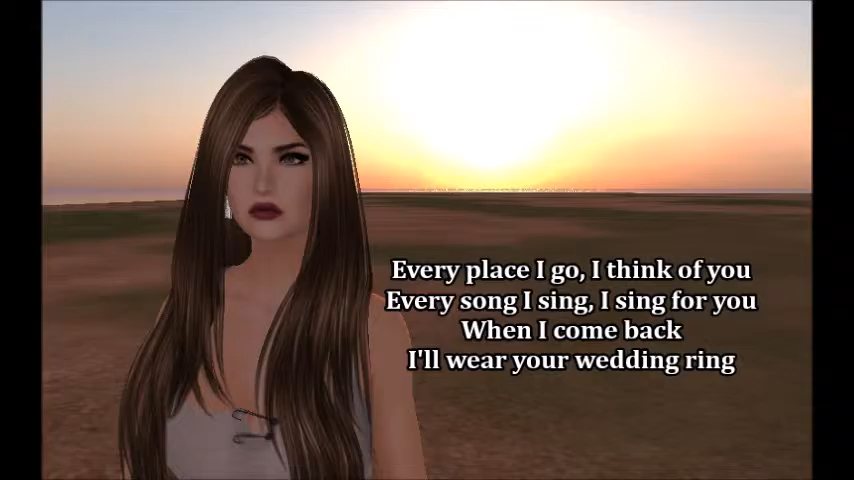 Every place I go, I think of you
Every song I sing, I sing for you
When I come back
I'll wear your wedding ring